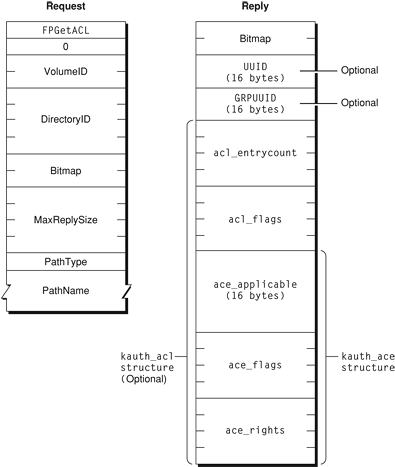 Request
FPGetACL
0
VolumeID
DirectoryID
Bitmap
MaxReplySize
PathType
PathName
Reply
Bitmap
UUID
(16 bytes)
Optional
GRPUUID
(16 bytes)
Optional
acl_entrycount
acl_flags
ace_applicable
(16 bytes)
ace_flags
ace_rights
kauth_acl
structure
(Optional)
kauth_ace
structure